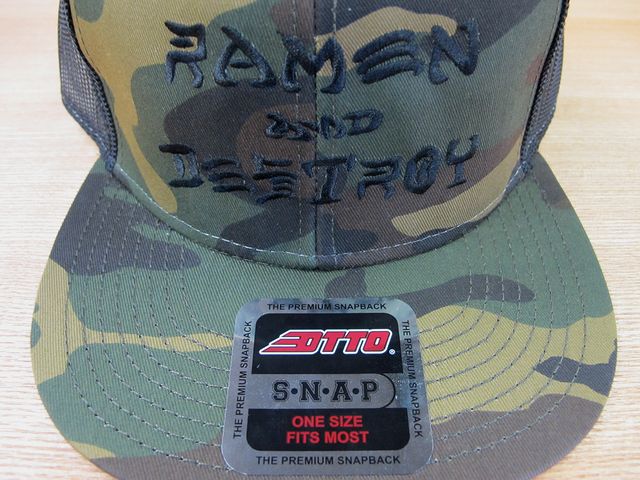 RAMEN
AND
DESTROY
THE PREMIUM SNAPBACK
THE PREMIUM SNAPBACK
THE PREMIUM SNAPBACK
OTTO®
S·N·A·P
ONE SIZE
FITS MOST
THE PREMIUM SNAPBACK